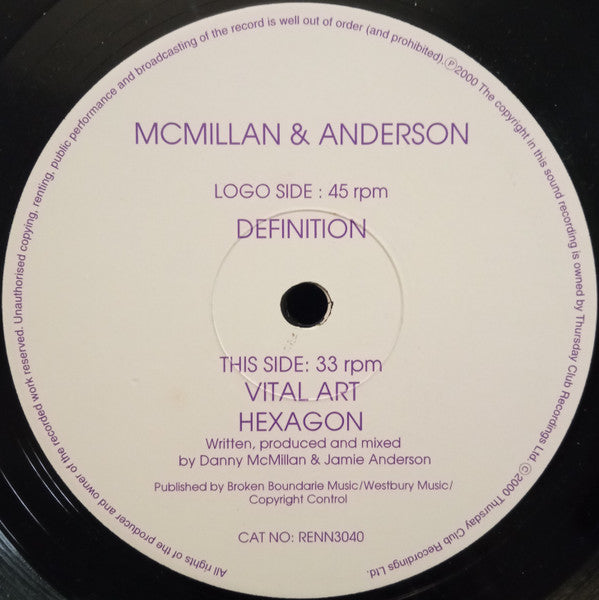 MCMILLAN & ANDERSON
LOGO SIDE : 45 rpm
DEFINITION
THIS SIDE: 33 rpm
VITAL ART
HEXAGON
Written, produced and mixed
by Danny McMillan & Jamie Anderson
Published by Broken Boundarie Music/Westbury Music/
Copyright Control
CAT NO: RENN3040
All rights of the producer and owner of the recorded work reserved. Unauthorised copying, renting, public performance and broadcasting of the record is well out of order (and prohibited). ℗2000 The copyright in this sound recording is owned by Thursday Club Recordings Ltd. ©2000 Thursday Club Recordings Ltd.